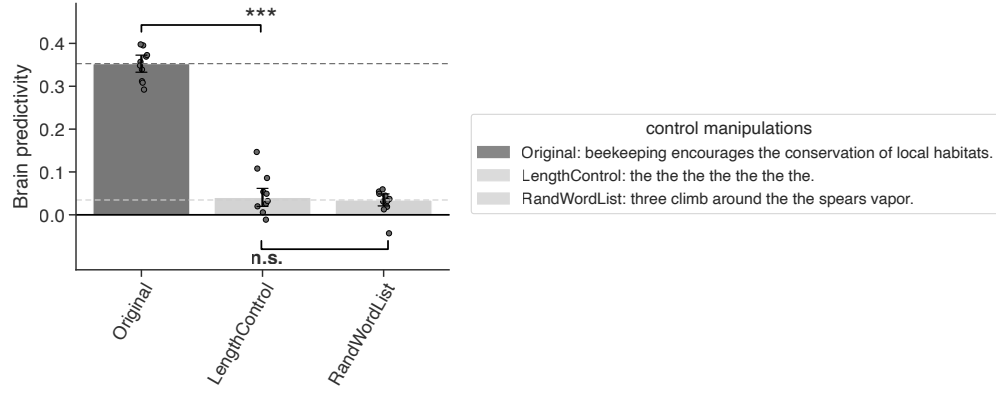 ***
0.4
0.3
0.2
0.1
0.0
Brain predictivity
n.s.
Original
LengthControl
RandWordList
control manipulations
Original: beekeeping encourages the conservation of local habitats.
LengthControl: the the the the the the the the.
RandWordList: three climb around the the spears vapor.